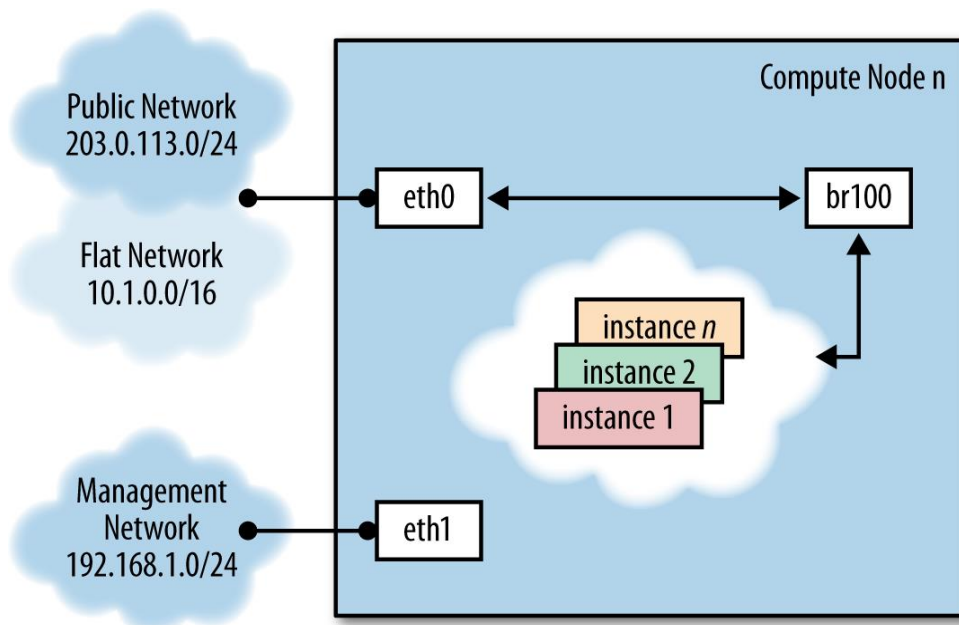 Compute Node n
Public Network
203.0.113.0/24
eth0
br100
Flat Network
10.1.0.0/16
instance n
instance 2
instance 1
Management
Network
192.168.1.0/24
eth1